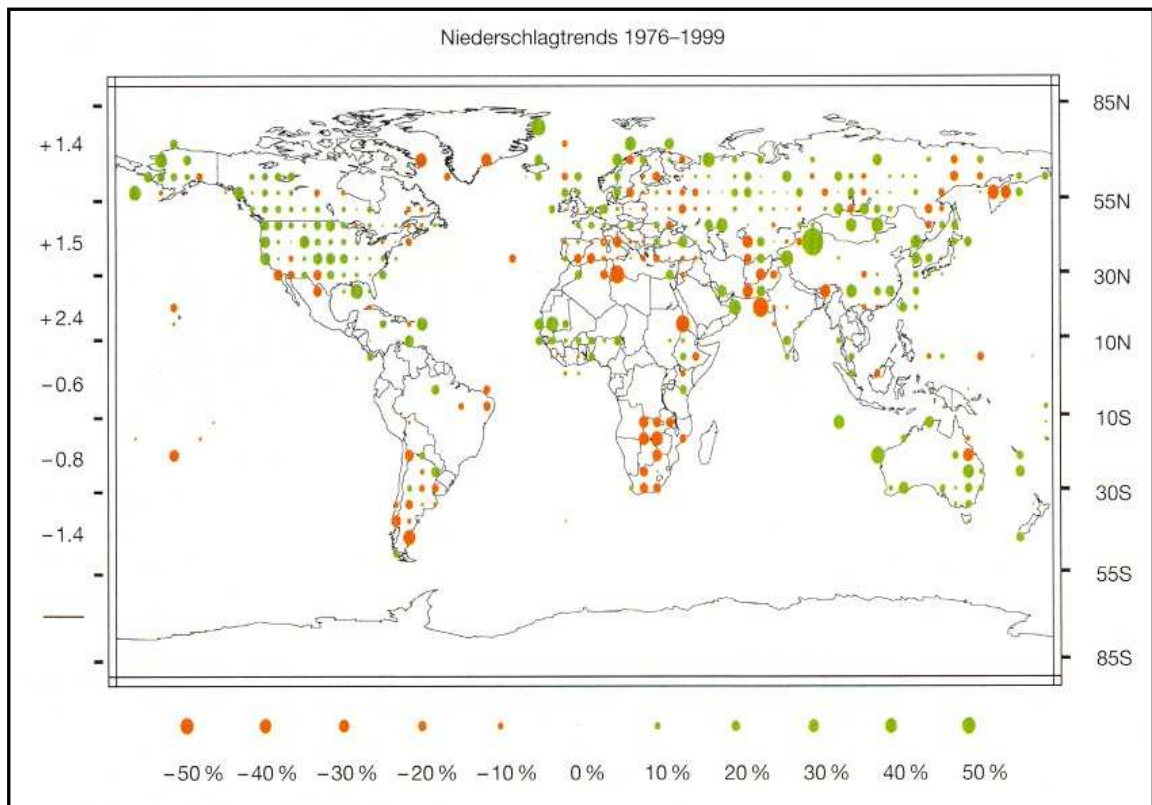 Niederschlagtrends 1976–1999
85N
+1.4
55N
+1.5
30N
+2.4
10N
−0.6
10S
−0.8
30S
−1.4
55S
85S
−50 % −40 % −30 % −20 % −10 % 0 % 10 % 20 % 30 % 40 % 50 %